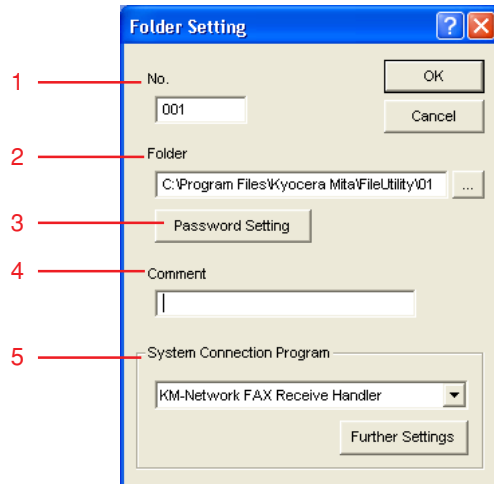 Folder Setting
1
No.
OK
001
Cancel
2
Folder
C:\Program Files\Kyocera Mita\FileUtility\01
...
3
Password Setting
4
Comment
5
System Connection Program
KM-Network FAX Receive Handler
Further Settings